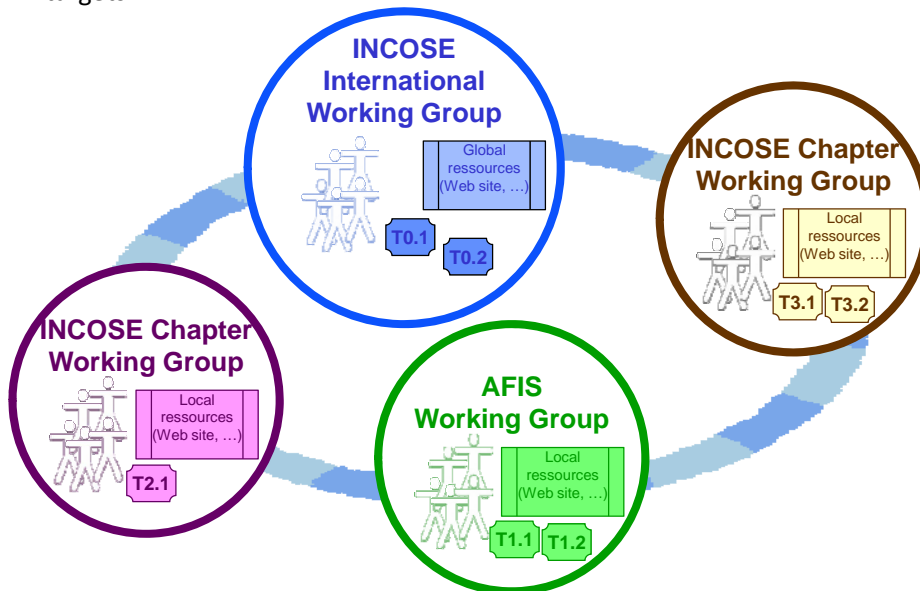 targets
INCOSE
International
Working Group
Global
ressources
(Web site, ...)
T0.1
T0.2
INCOSE Chapter
Working Group
Local
ressources
(Web site, ...)
T3.1
T3.2
INCOSE Chapter
Working Group
Local
ressources
(Web site, ...)
T2.1
AFIS
Working Group
Local
ressources
(Web site, ...)
T1.1
T1.2